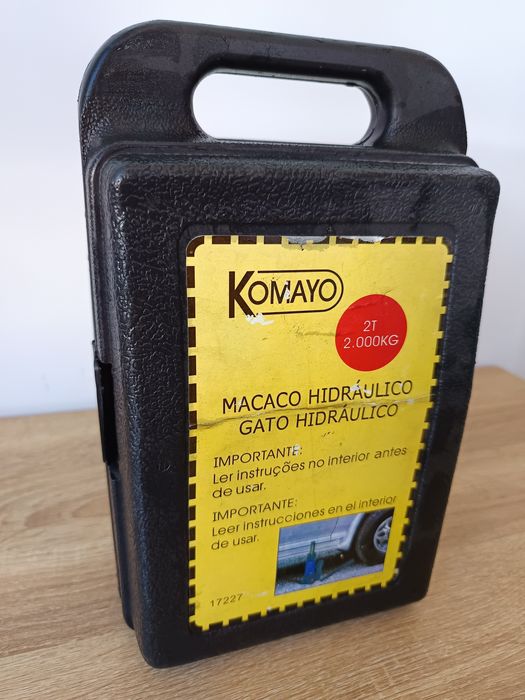 KOMAYO
2T
2.000KG
MACACO HIDRÁULICO
GATO HIDRÁULICO
IMPORTANTE:
Ler instruções no interior antes
de usar.
IMPORTANTE:
Leer instrucciones en el interior
de usar.
17227